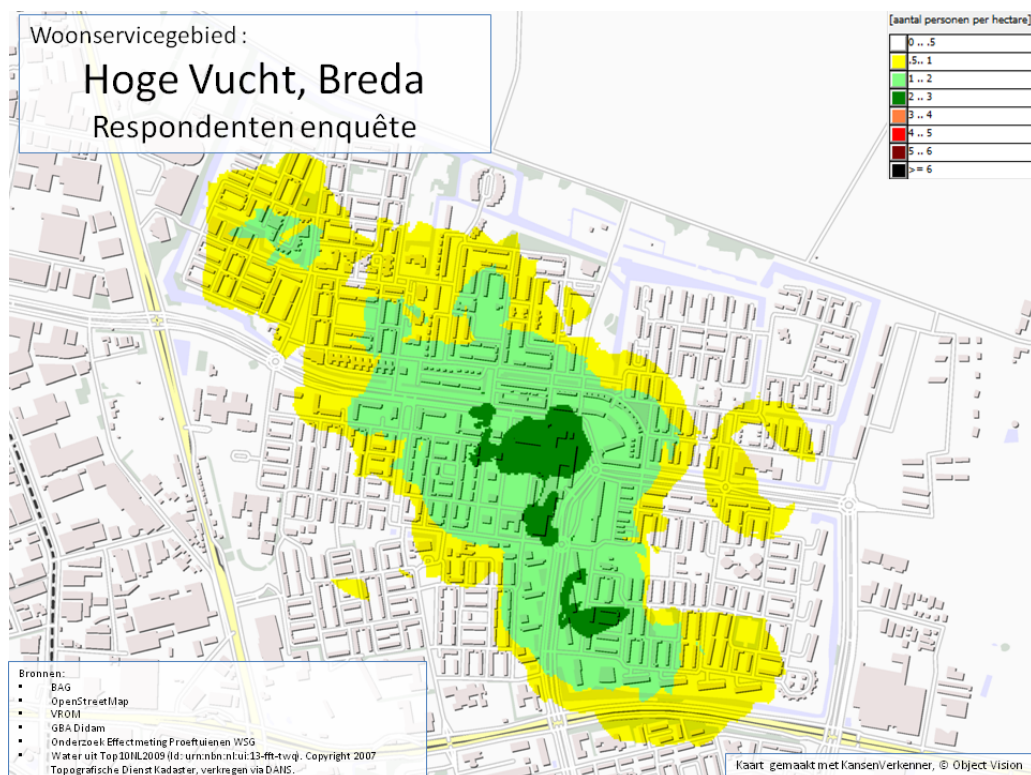 Woonservicegebied :
Hoge Vucht, Breda
Respondenten enquête
[aantal personen per hectare]
0 .. .5
.5 .. 1
1 .. 2
2 .. 3
3 .. 4
4 .. 5
5 .. 6
>= 6
Bronnen:
▪ BAG
▪ OpenStreetMap
▪ VROM
▪ GBA Didam
▪ Onderzoek Effectmeting Proeftuienen WSG
▪ Water uit Top10NL2009 (Id: urn:nbn:nl:ui:13-fft-twq). Copyright 2007
Topografische Dienst Kadaster, verkregen via DANS.
Kaart gemaakt met KansenVerkenner, © Object Vision